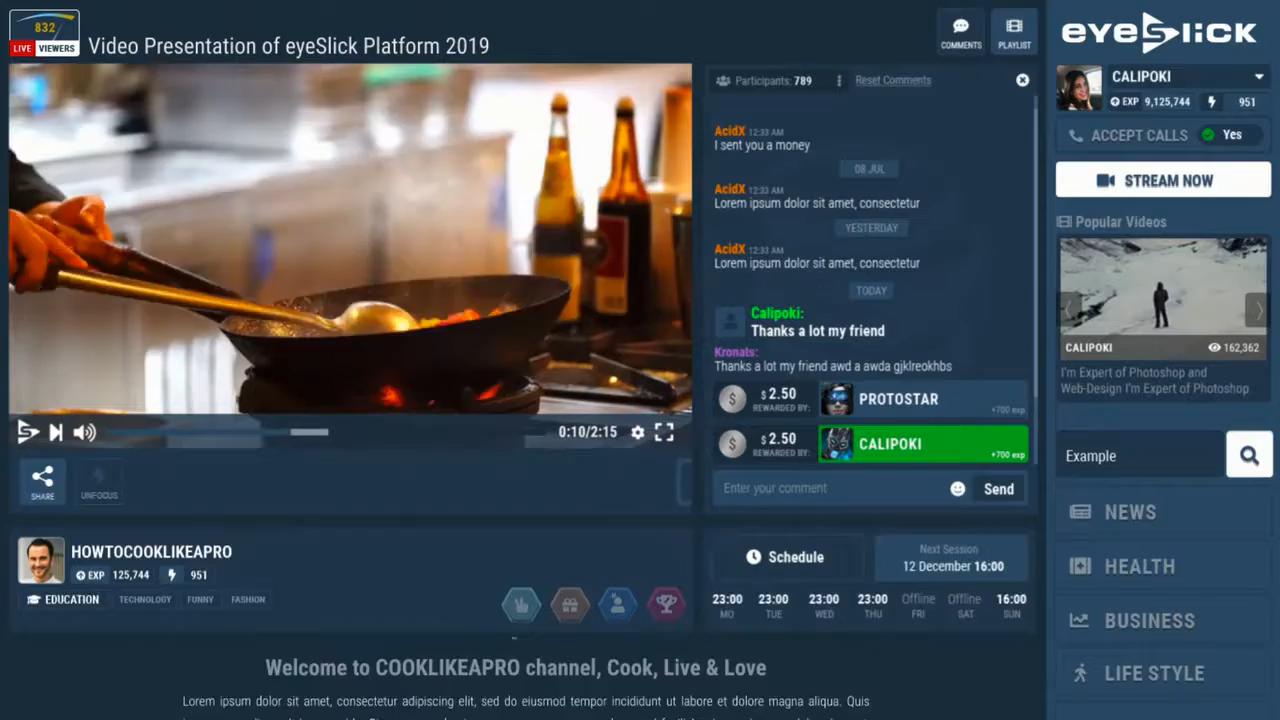 832
LIVE VIEWERS
Video Presentation of eyeSlick Platform 2019
COMMENTS
PLAYLIST
Participants: 789
Reset Comments
AcidX 12:33 AM
I sent you a money
08 JUL
AcidX 12:33 AM
Lorem ipsum dolor sit amet, consectetur
YESTERDAY
AcidX 12:33 AM
Lorem ipsum dolor sit amet, consectetur
TODAY
Calipoki:
Thanks a lot my friend
Kronats:
Thanks a lot my friend awd a awda gjklreokhbs
$ 2.50
REWARDED BY:
PROTOSTAR
+700 exp
$ 2.50
REWARDED BY:
CALIPOKI
+700 exp
Enter your comment
Send
0:10/2:15
SHARE
UNFOCUS
HOWTOCOOKLIKEAPRO
EXP 125,744 951
EDUCATION TECHNOLOGY FUNNY FASHION
Schedule
Next Session
12 December 16:00
23:00 23:00 23:00 23:00 Offline Offline 16:00
MO TUE WED THU FRI SAT SUN
Welcome to COOKLIKEAPRO channel, Cook, Live & Love
Lorem ipsum dolor sit amet, consectetur adipiscing elit, sed do eiusmod tempor incididunt ut labore et dolore magna aliqua. Quis
eyeSlick
CALIPOKI
EXP 9,125,744 951
ACCEPT CALLS Yes
STREAM NOW
Popular Videos
CALIPOKI 162,362
I'm Expert of Photoshop and
Web-Design I'm Expert of Photoshop
Example
NEWS
HEALTH
BUSINESS
LIFE STYLE